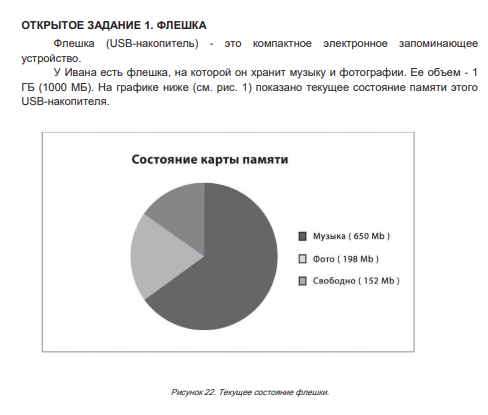 ОТКРЫТОЕ ЗАДАНИЕ 1. ФЛЕШКА
Флешка (USB-накопитель) - это компактное электронное запоминающее
устройство.
У Ивана есть флешка, на которой он хранит музыку и фотографии. Ее объем - 1
ГБ (1000 МБ). На графике ниже (см. рис. 1) показано текущее состояние памяти этого
USB-накопителя.
Состояние карты памяти
Музыка ( 650 Mb )
Фото ( 198 Mb )
Свободно ( 152 Mb )
Рисунок 22. Текущее состояние флешки.